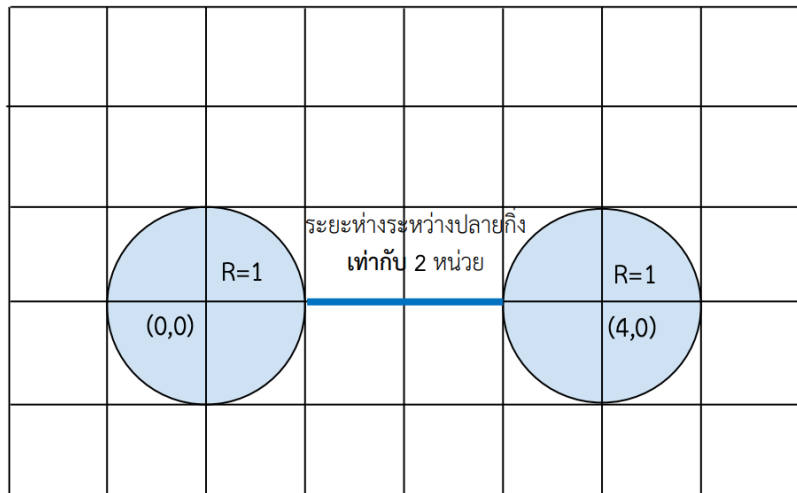 ระยะห่างระหว่างปลายกิ่ง
เท่ากับ 2 หน่วย
R=1
R=1
(0,0)
(4,0)